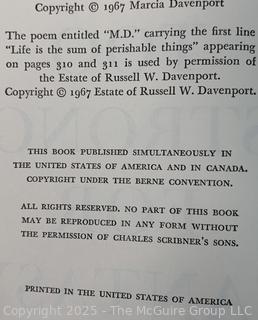 Copyright © 1967 Marcia Davenport
The poem entitled “M.D.” carrying the first line
“Life is the sum of perishable things” appearing
on pages 310 and 311 is used by permission of
the Estate of Russell W. Davenport.
Copyright © 1967 Estate of Russell W. Davenport.
THIS BOOK PUBLISHED SIMULTANEOUSLY IN
THE UNITED STATES OF AMERICA AND IN CANADA.
COPYRIGHT UNDER THE BERNE CONVENTION.
ALL RIGHTS RESERVED. NO PART OF THIS BOOK
MAY BE REPRODUCED IN ANY FORM WITHOUT
THE PERMISSION OF CHARLES SCRIBNER'S SONS.
PRINTED IN THE UNITED STATES OF AMERICA
Copyright 2025 - The McGuire Group LLC